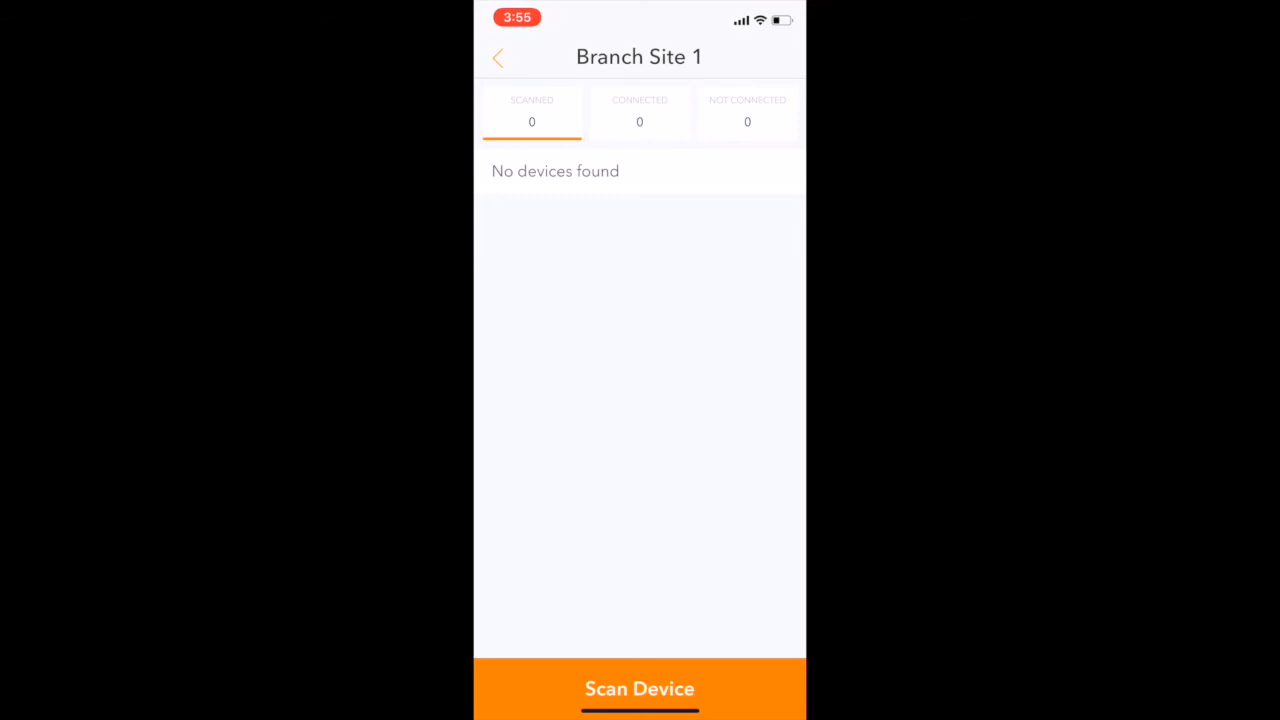 3:55
Branch Site 1
SCANNED CONNECTED NOT CONNECTED
0 0 0
No devices found
Scan Device